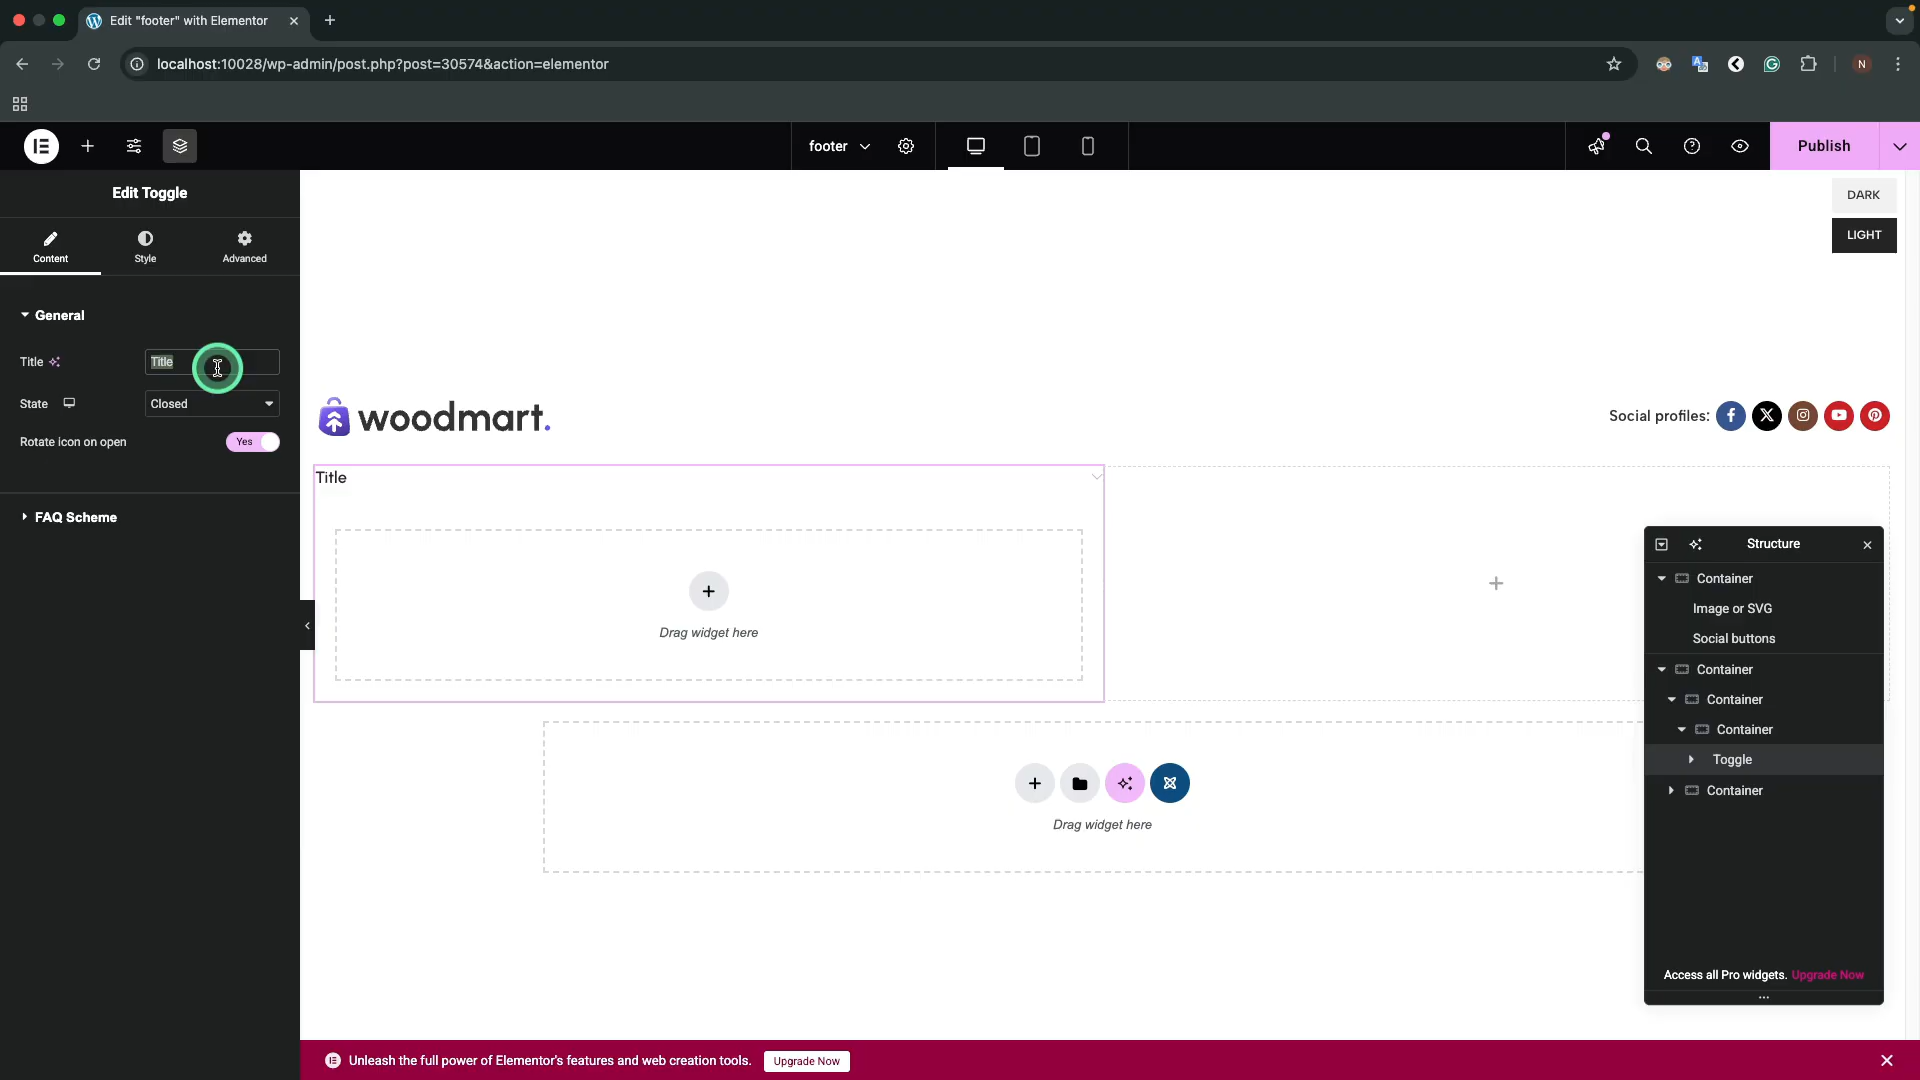 Edit "footer" with Elementor
localhost:10028/wp-admin/post.php?post=30574&action=elementor
N
footer
Publish
Edit Toggle
DARK
LIGHT
Content
Style
Advanced
General
Title
Title
State
Closed
Rotate icon on open
Yes
FAQ Scheme
woodmart.
Social profiles:
Title
Drag widget here
Drag widget here
Structure
Container
Image or SVG
Social buttons
Container
Container
Container
Toggle
Container
Access all Pro widgets. Upgrade Now
Unleash the full power of Elementor's features and web creation tools.
Upgrade Now